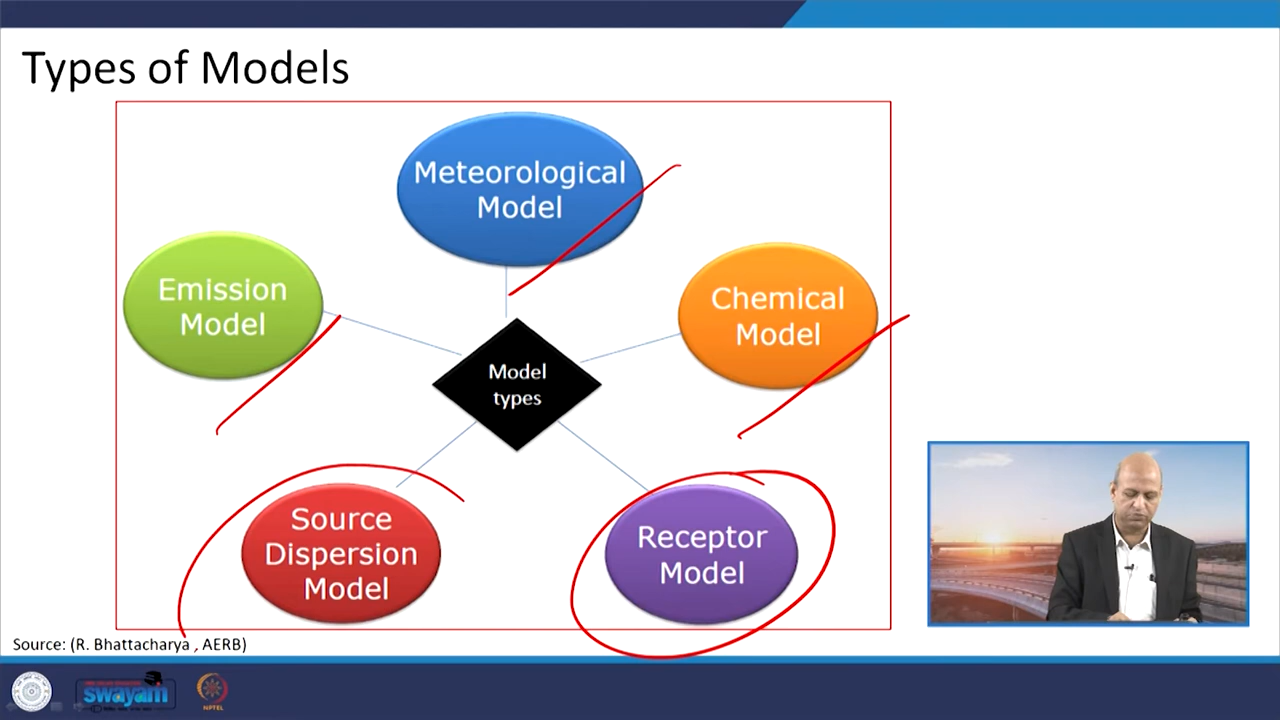 Types of Models
Meteorological
Model
Emission
Model
Chemical
Model
Model
types
Source
Dispersion
Model
Receptor
Model
Source: (R. Bhattacharya , AERB)
swayam
NPTEL